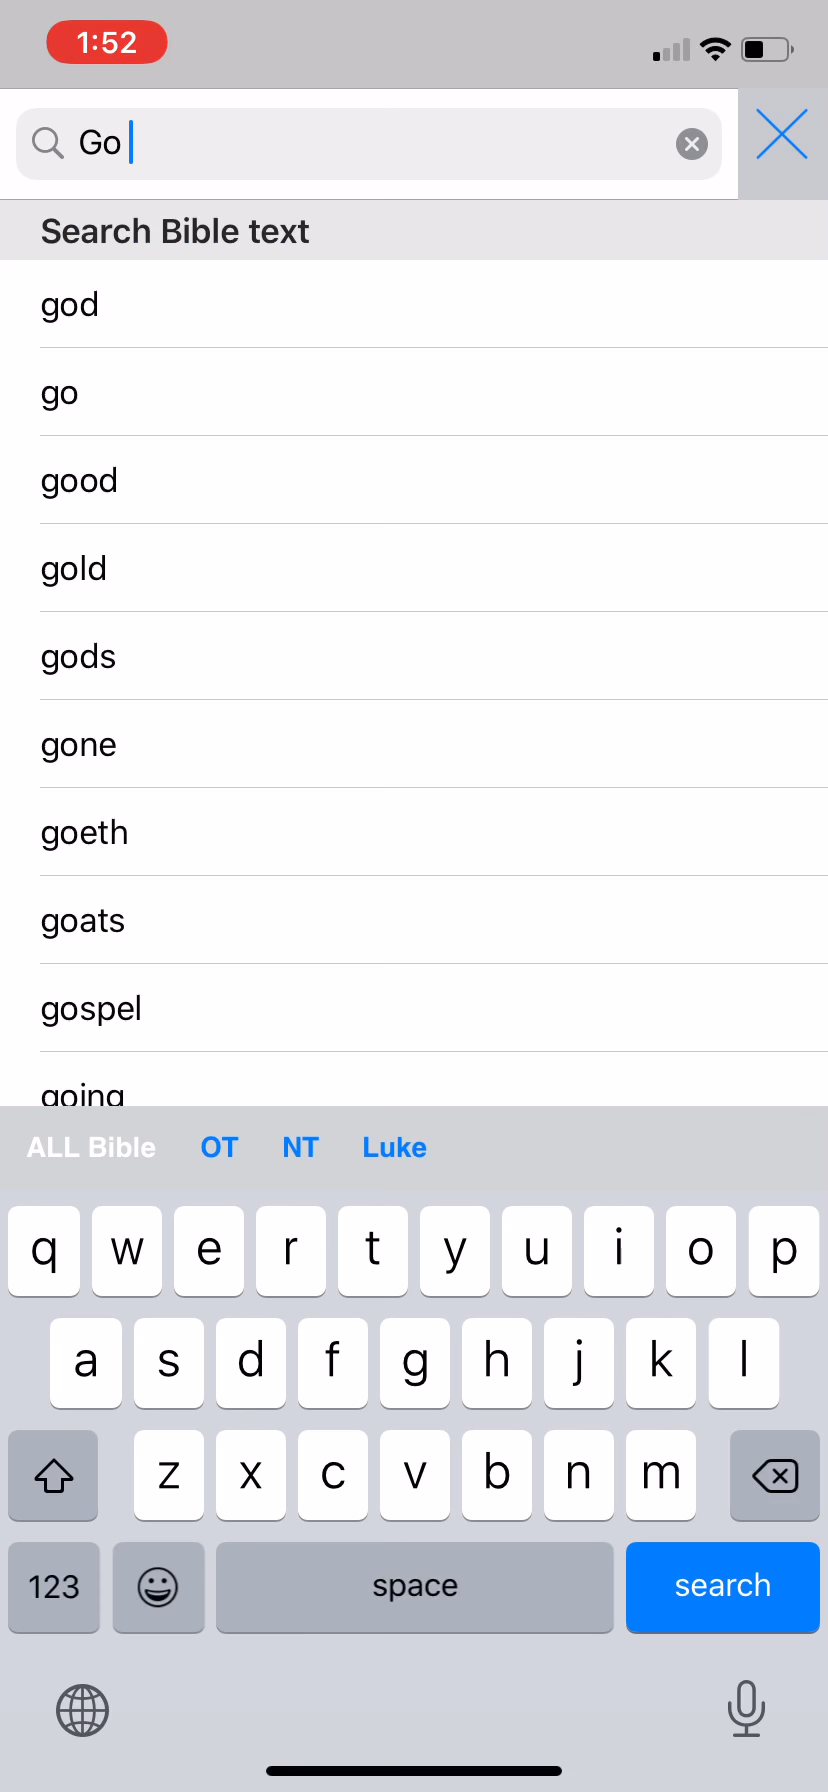 1:52
Go
Search Bible text
god
go
good
gold
gods
gone
goeth
goats
gospel
going
ALL Bible OT NT Luke
q w e r t y u i o p
a s d f g h j k l
z x c v b n m
123 space search